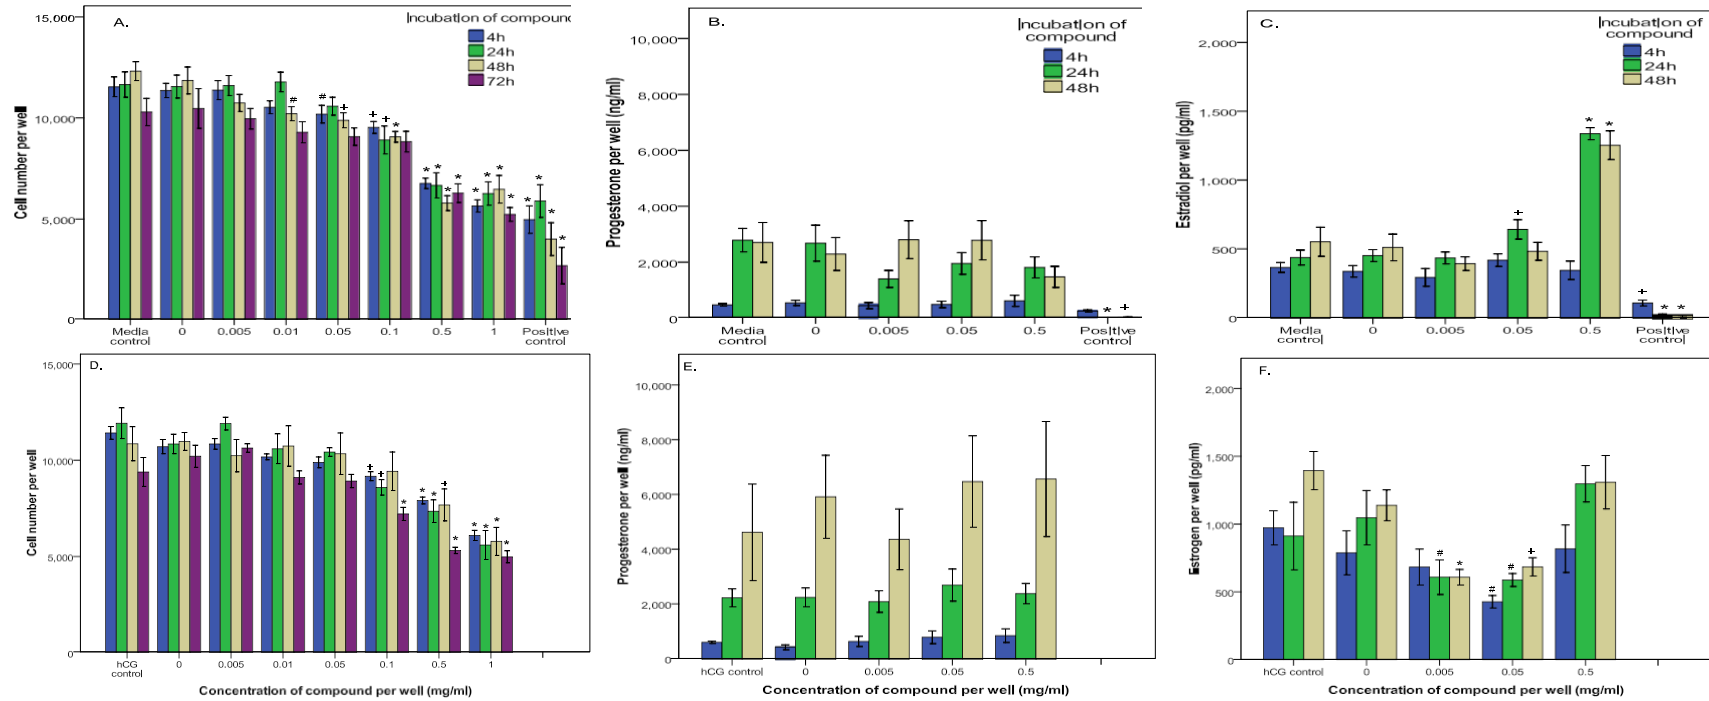 A.
Incubation of compound
4h
24h
48h
72h
15,000
10,000
5,000
0
Cell number per well
# # + + + * * * * * * * * * * * * *
Media control 0 0.005 0.01 0.05 0.1 0.5 1 Positive control
B.
Incubation of
compound
4h
24h
48h
10,000
8,000
6,000
4,000
2,000
0
Progesterone per well (ng/ml)
* +
Media control 0 0.005 0.05 0.5 Positive control
C.
Incubation of
compound
4h
24h
48h
2,000
1,500
1,000
500
0
Estradiol per well (pg/ml)
+ * * + * *
Media control 0 0.005 0.05 0.5 Positive control
D.
15,000
10,000
5,000
0
Cell number per well
+ + * * * + * * * * *
hCG control 0 0.005 0.01 0.05 0.1 0.5 1
Concentration of compound per well (mg/ml)
E.
10,000
8,000
6,000
4,000
2,000
0
Progesterone per well (ng/ml)
hCG control 0 0.005 0.05 0.5
Concentration of compound per well (mg/ml)
F.
2,000
1,500
1,000
500
0
Estrogen per well (pg/ml)
# * # # +
hCG control 0 0.005 0.05 0.5
Concentration of compound per well (mg/ml)